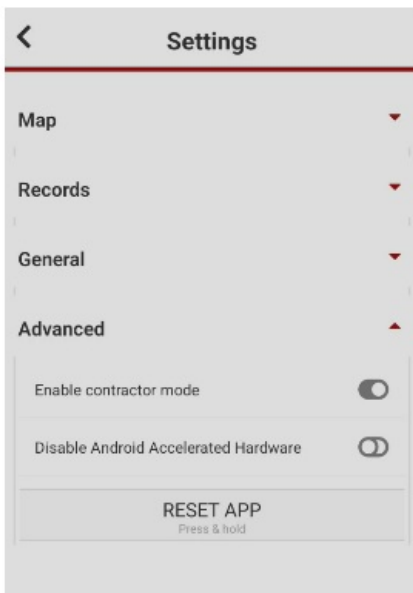 Settings
Map
Records
General
Advanced
Enable contractor mode
Disable Android Accelerated Hardware
RESET APP
Press & hold